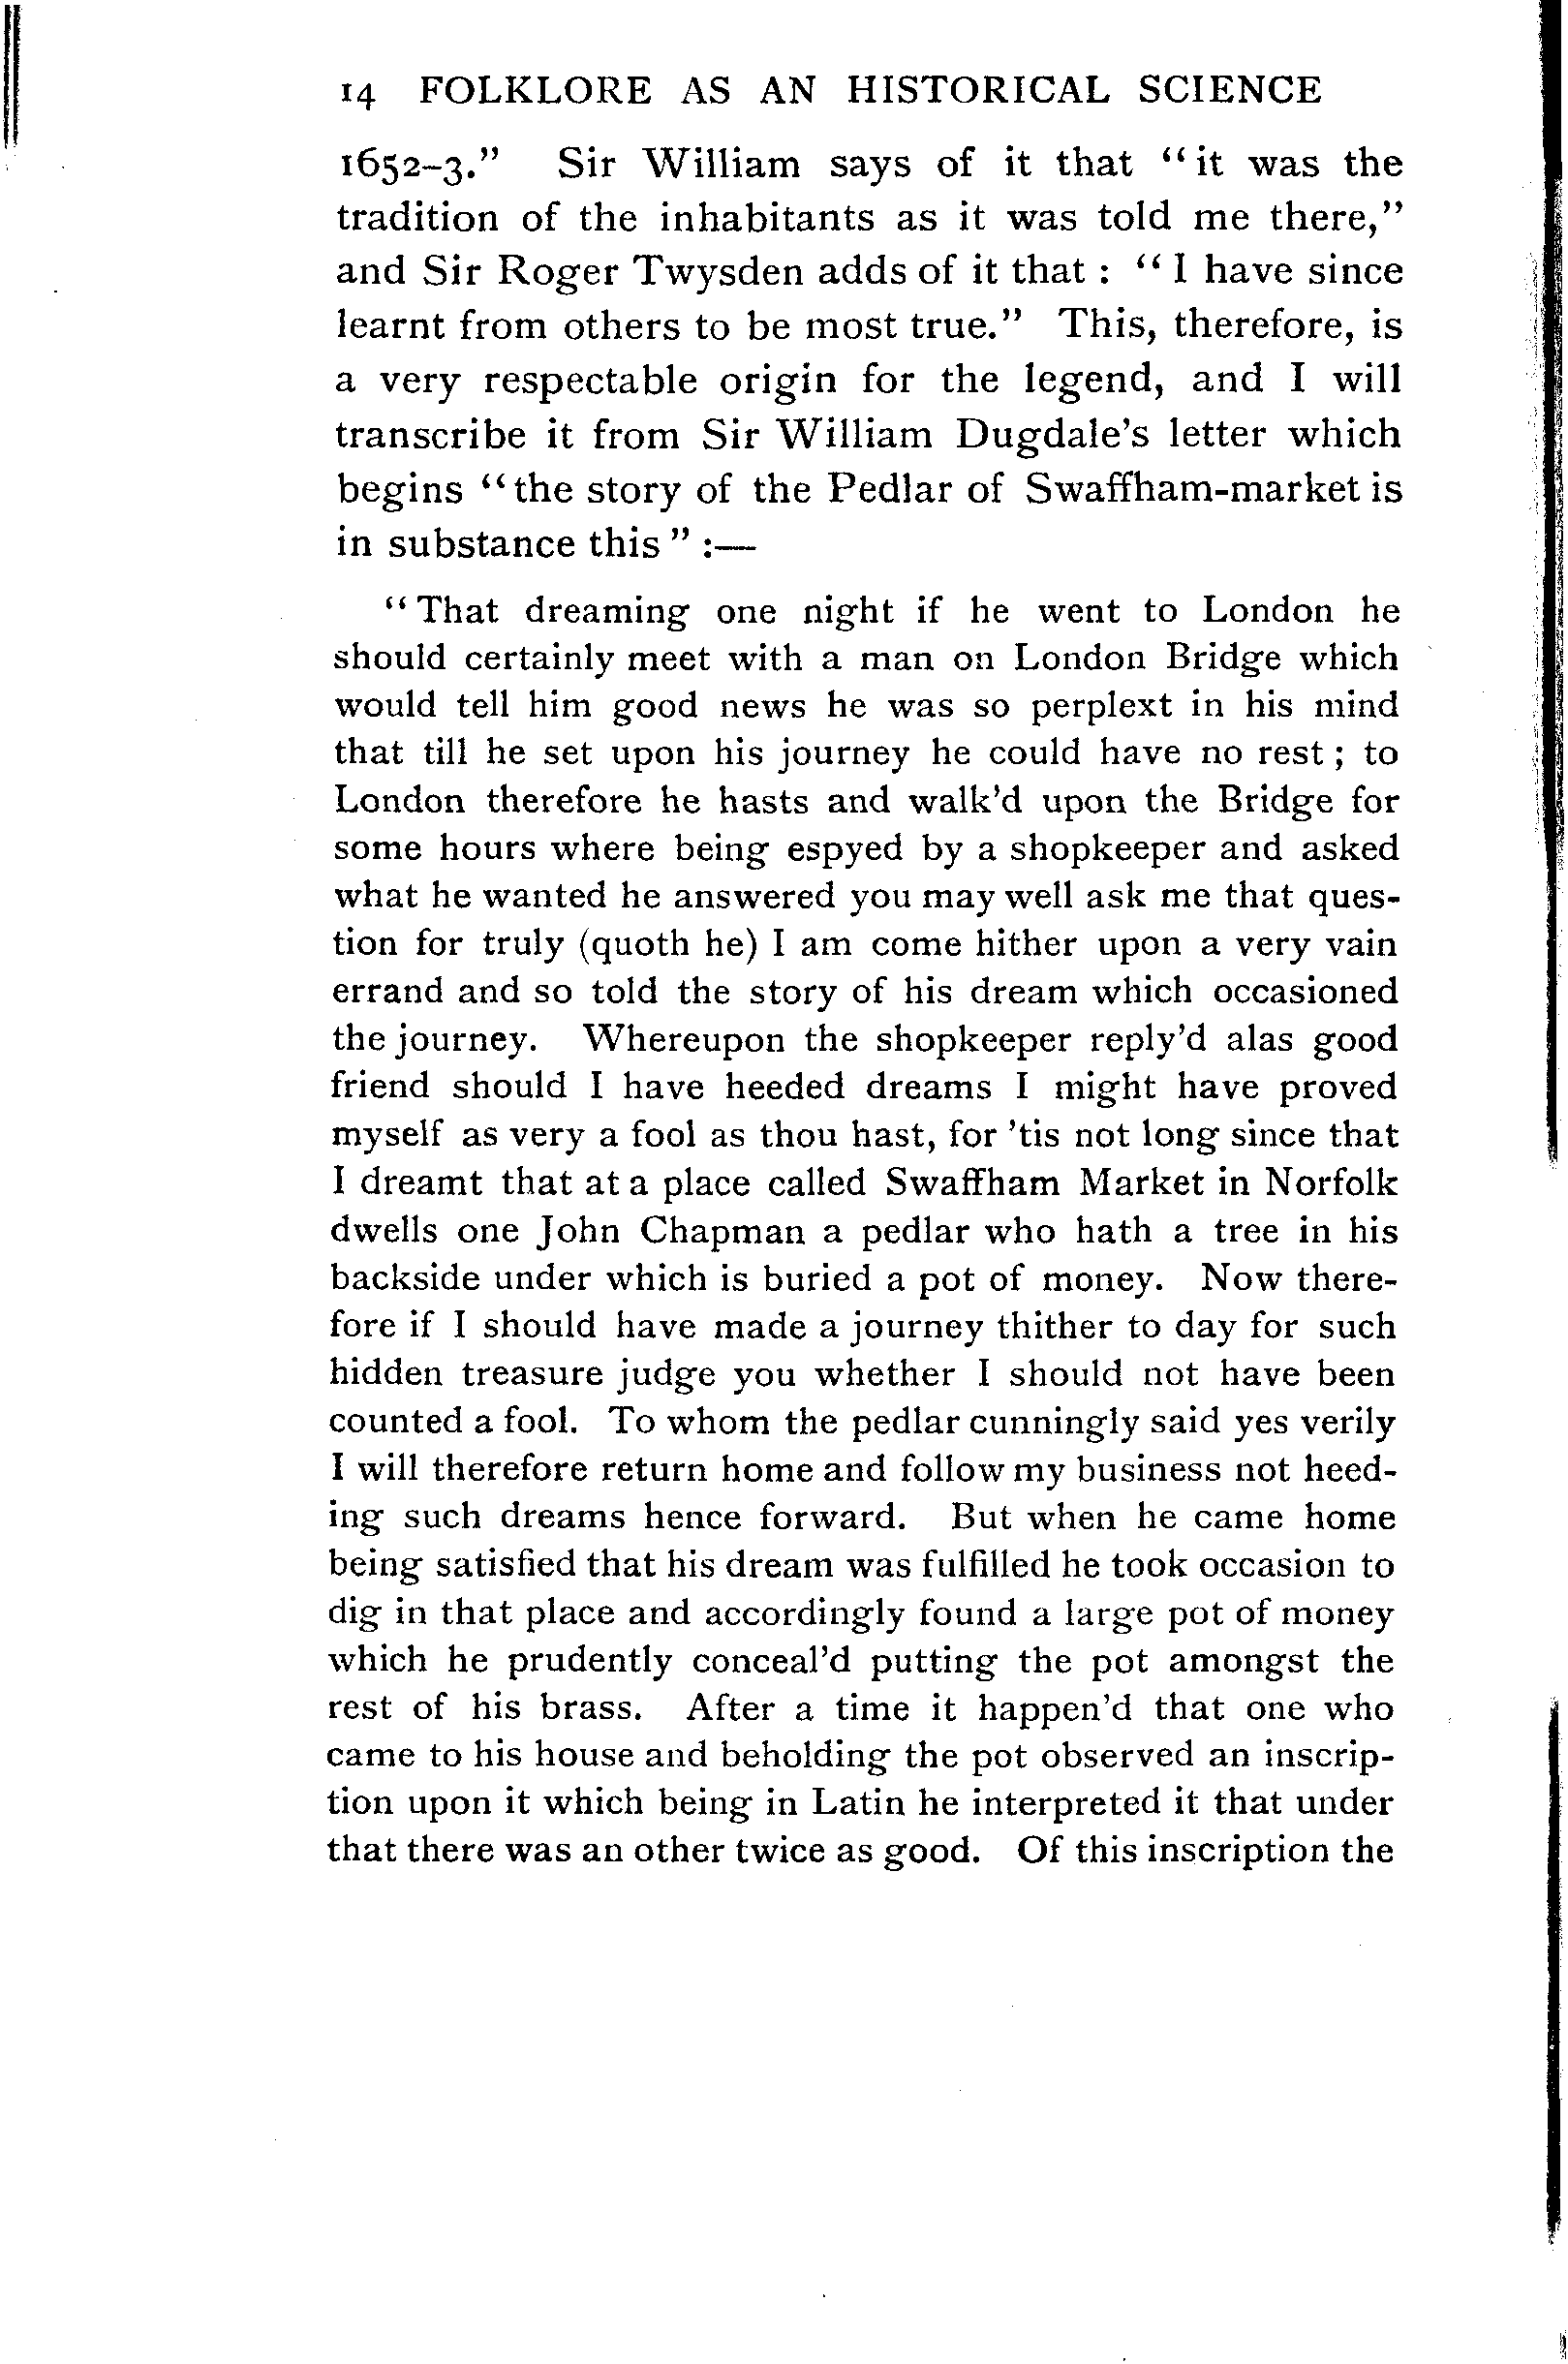 14 FOLKLORE AS AN HISTORICAL SCIENCE
1652–3.” Sir William says of it that “it was the
tradition of the inhabitants as it was told me there,”
and Sir Roger Twysden adds of it that : “I have since
learnt from others to be most true.” This, therefore, is
a very respectable origin for the legend, and I will
transcribe it from Sir William Dugdale’s letter which
begins “the story of the Pedlar of Swaffham-market is
in substance this” :—
“That dreaming one night if he went to London he
should certainly meet with a man on London Bridge which
would tell him good news he was so perplext in his mind
that till he set upon his journey he could have no rest ; to
London therefore he hasts and walk’d upon the Bridge for
some hours where being espyed by a shopkeeper and asked
what he wanted he answered you may well ask me that ques-
tion for truly (quoth he) I am come hither upon a very vain
errand and so told the story of his dream which occasioned
the journey. Whereupon the shopkeeper reply’d alas good
friend should I have heeded dreams I might have proved
myself as very a fool as thou hast, for ’tis not long since that
I dreamt that at a place called Swaffham Market in Norfolk
dwells one John Chapman a pedlar who hath a tree in his
backside under which is buried a pot of money. Now there-
fore if I should have made a journey thither to day for such
hidden treasure judge you whether I should not have been
counted a fool. To whom the pedlar cunningly said yes verily
I will therefore return home and follow my business not heed-
ing such dreams hence forward. But when he came home
being satisfied that his dream was fulfilled he took occasion to
dig in that place and accordingly found a large pot of money
which he prudently conceal’d putting the pot amongst the
rest of his brass. After a time it happen’d that one who
came to his house and beholding the pot observed an inscrip-
tion upon it which being in Latin he interpreted it that under
that there was an other twice as good. Of this inscription the